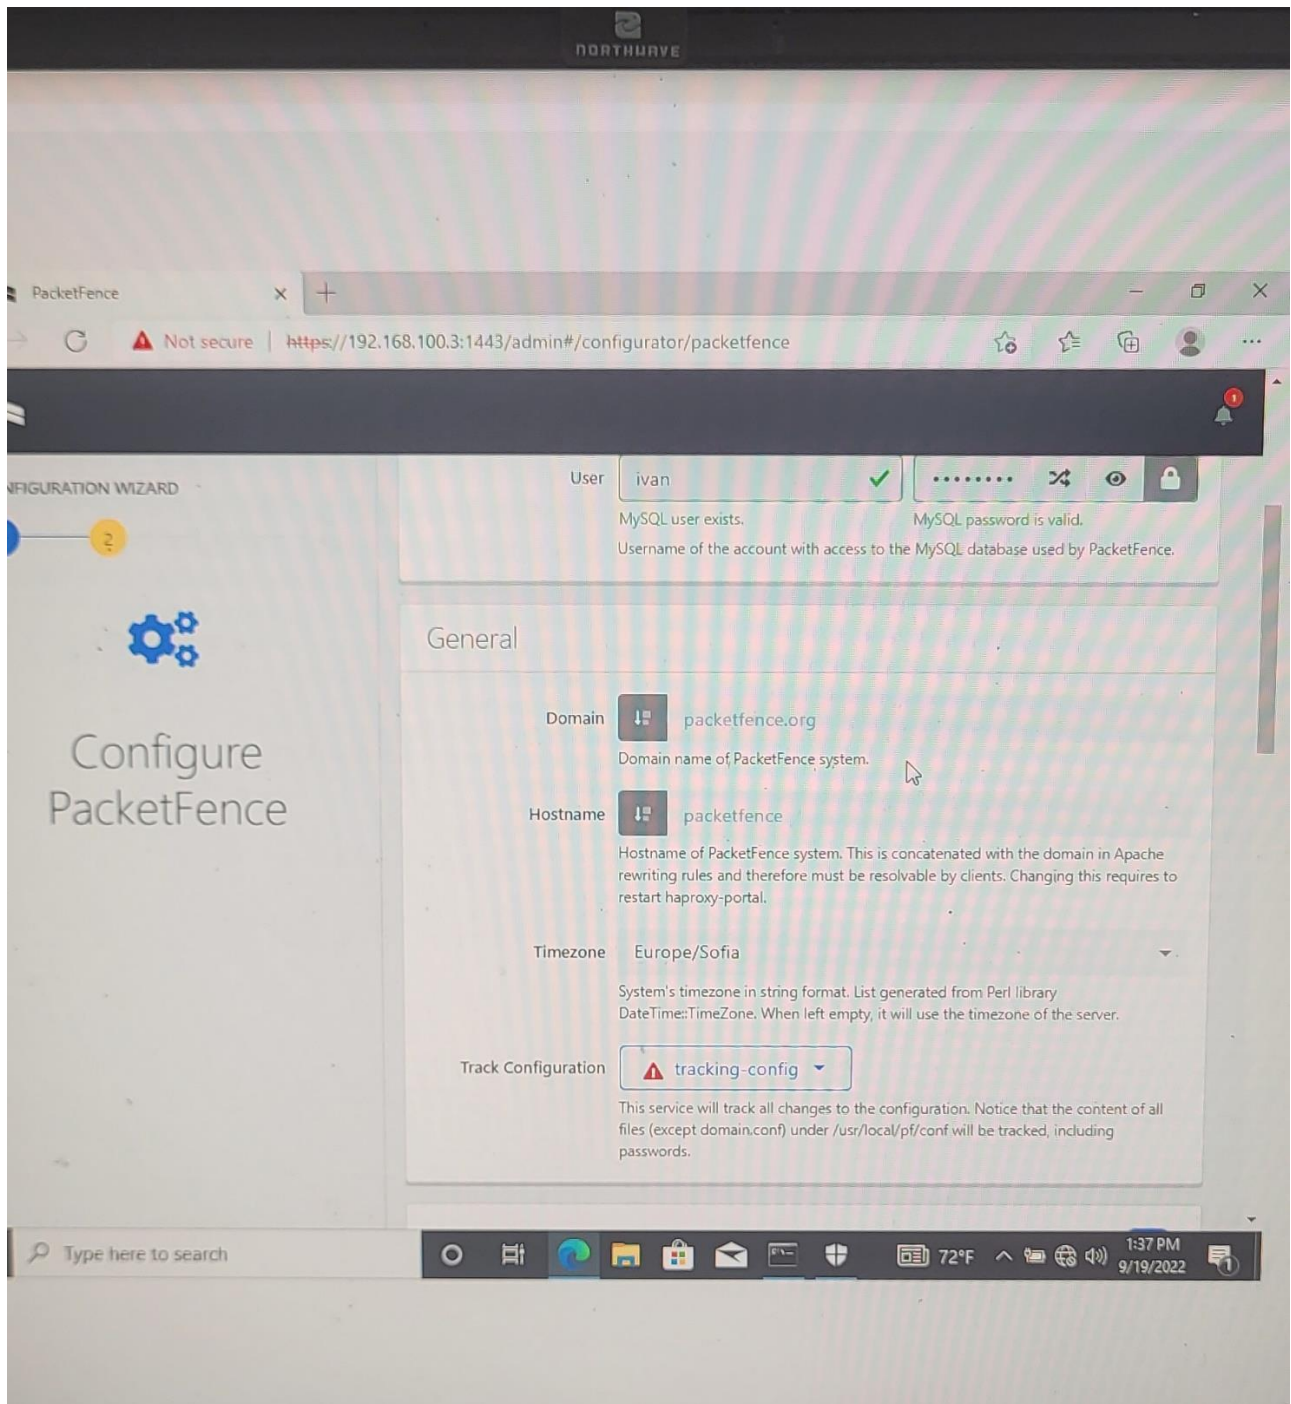 NORTHWAVE
PacketFence
Not secure | https://192.168.100.3:1443/admin#/configurator/packetfence
1
NFIGURATION WIZARD
2
Configure
PacketFence
User ivan ········
MySQL user exists. MySQL password is valid.
Username of the account with access to the MySQL database used by PacketFence.
General
Domain packetfence.org
Domain name of PacketFence system.
Hostname packetfence
Hostname of PacketFence system. This is concatenated with the domain in Apache
rewriting rules and therefore must be resolvable by clients. Changing this requires to
restart haproxy-portal.
Timezone Europe/Sofia
System's timezone in string format. List generated from Perl library
DateTime::TimeZone. When left empty, it will use the timezone of the server.
Track Configuration tracking-config
This service will track all changes to the configuration. Notice that the content of all
files (except domain.conf) under /usr/local/pf/conf will be tracked, including
passwords.
Type here to search
72°F
1:37 PM
9/19/2022
1